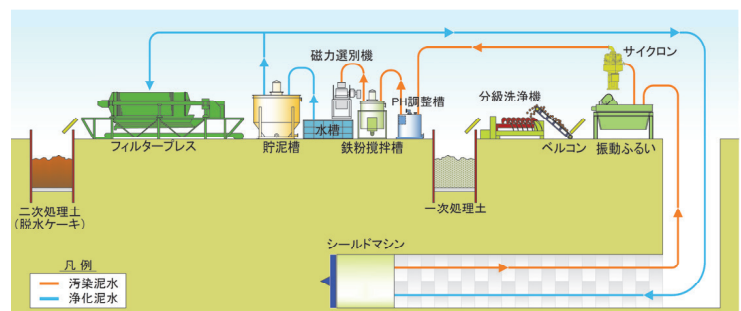 サイクロン
磁力選別機
PH調整槽
分級洗浄機
水槽
フィルタープレス
貯泥槽
鉄粉撹拌槽
ベルコン
振動ふるい
二次処理土
(脱水ケーキ)
一次処理土
シールドマシン
凡例
汚染泥水
浄化泥水